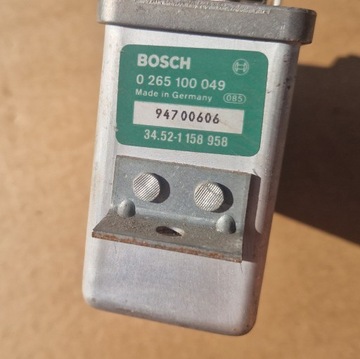 BOSCH
0 265 100 049
Made in Germany 085
94700606
34.52-1 158 958